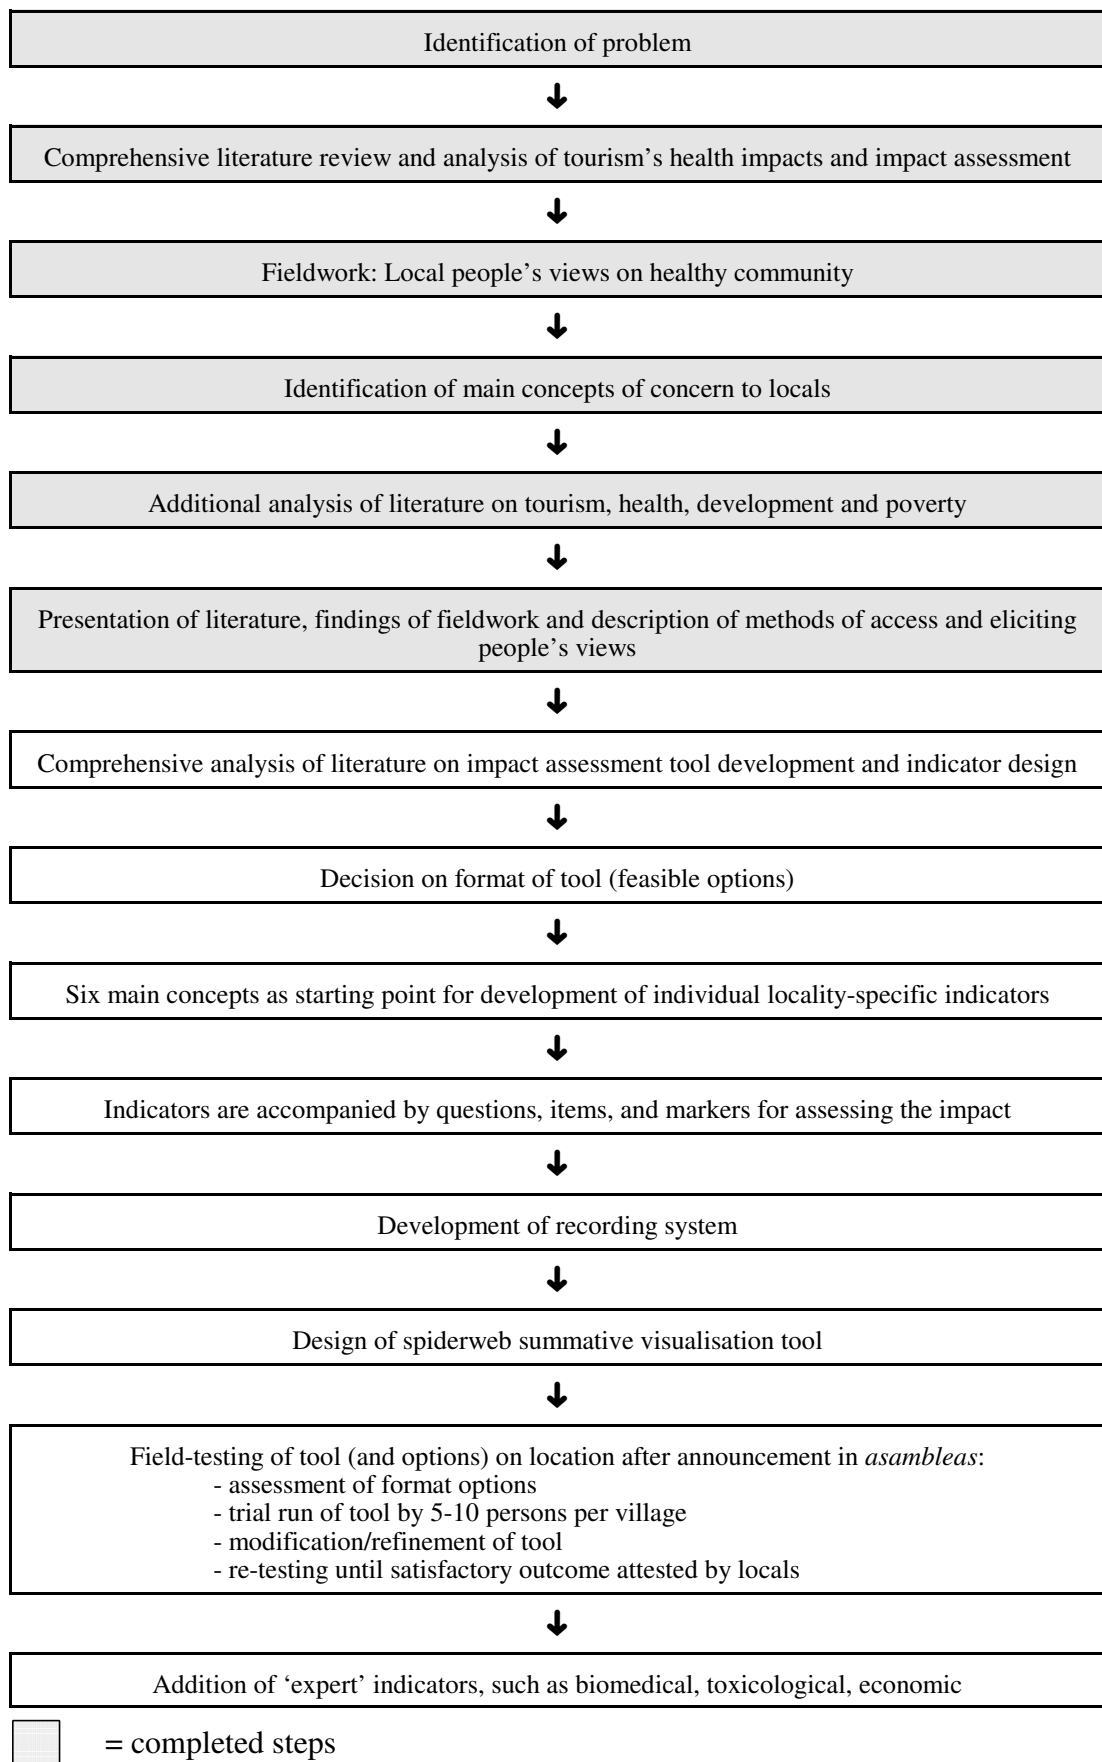 Identification of problem
Comprehensive literature review and analysis of tourism’s health impacts and impact assessment
Fieldwork: Local people’s views on healthy community
Identification of main concepts of concern to locals
Additional analysis of literature on tourism, health, development and poverty
Presentation of literature, findings of fieldwork and description of methods of access and eliciting
people’s views
Comprehensive analysis of literature on impact assessment tool development and indicator design
Decision on format of tool (feasible options)
Six main concepts as starting point for development of individual locality-specific indicators
Indicators are accompanied by questions, items, and markers for assessing the impact
Development of recording system
Design of spiderweb summative visualisation tool
Field-testing of tool (and options) on location after announcement in asambleas:
- assessment of format options
- trial run of tool by 5-10 persons per village
- modification/refinement of tool
- re-testing until satisfactory outcome attested by locals
Addition of ‘expert’ indicators, such as biomedical, toxicological, economic
= completed steps